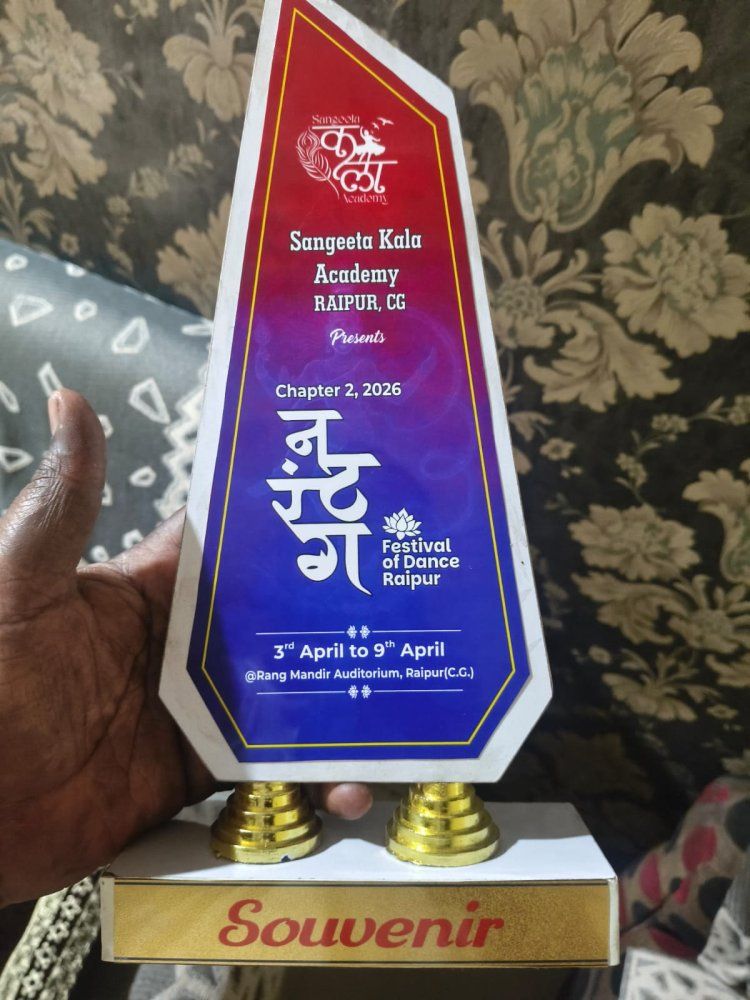 Sangeeta
कला
Academy
Sangeeta Kala
Academy
RAIPUR, CG
Presents
Chapter 2, 2026
Festival
of Dance
Raipur
3rd April to 9th April
@Rang Mandir Auditorium, Raipur(C.G.)
Souvenir